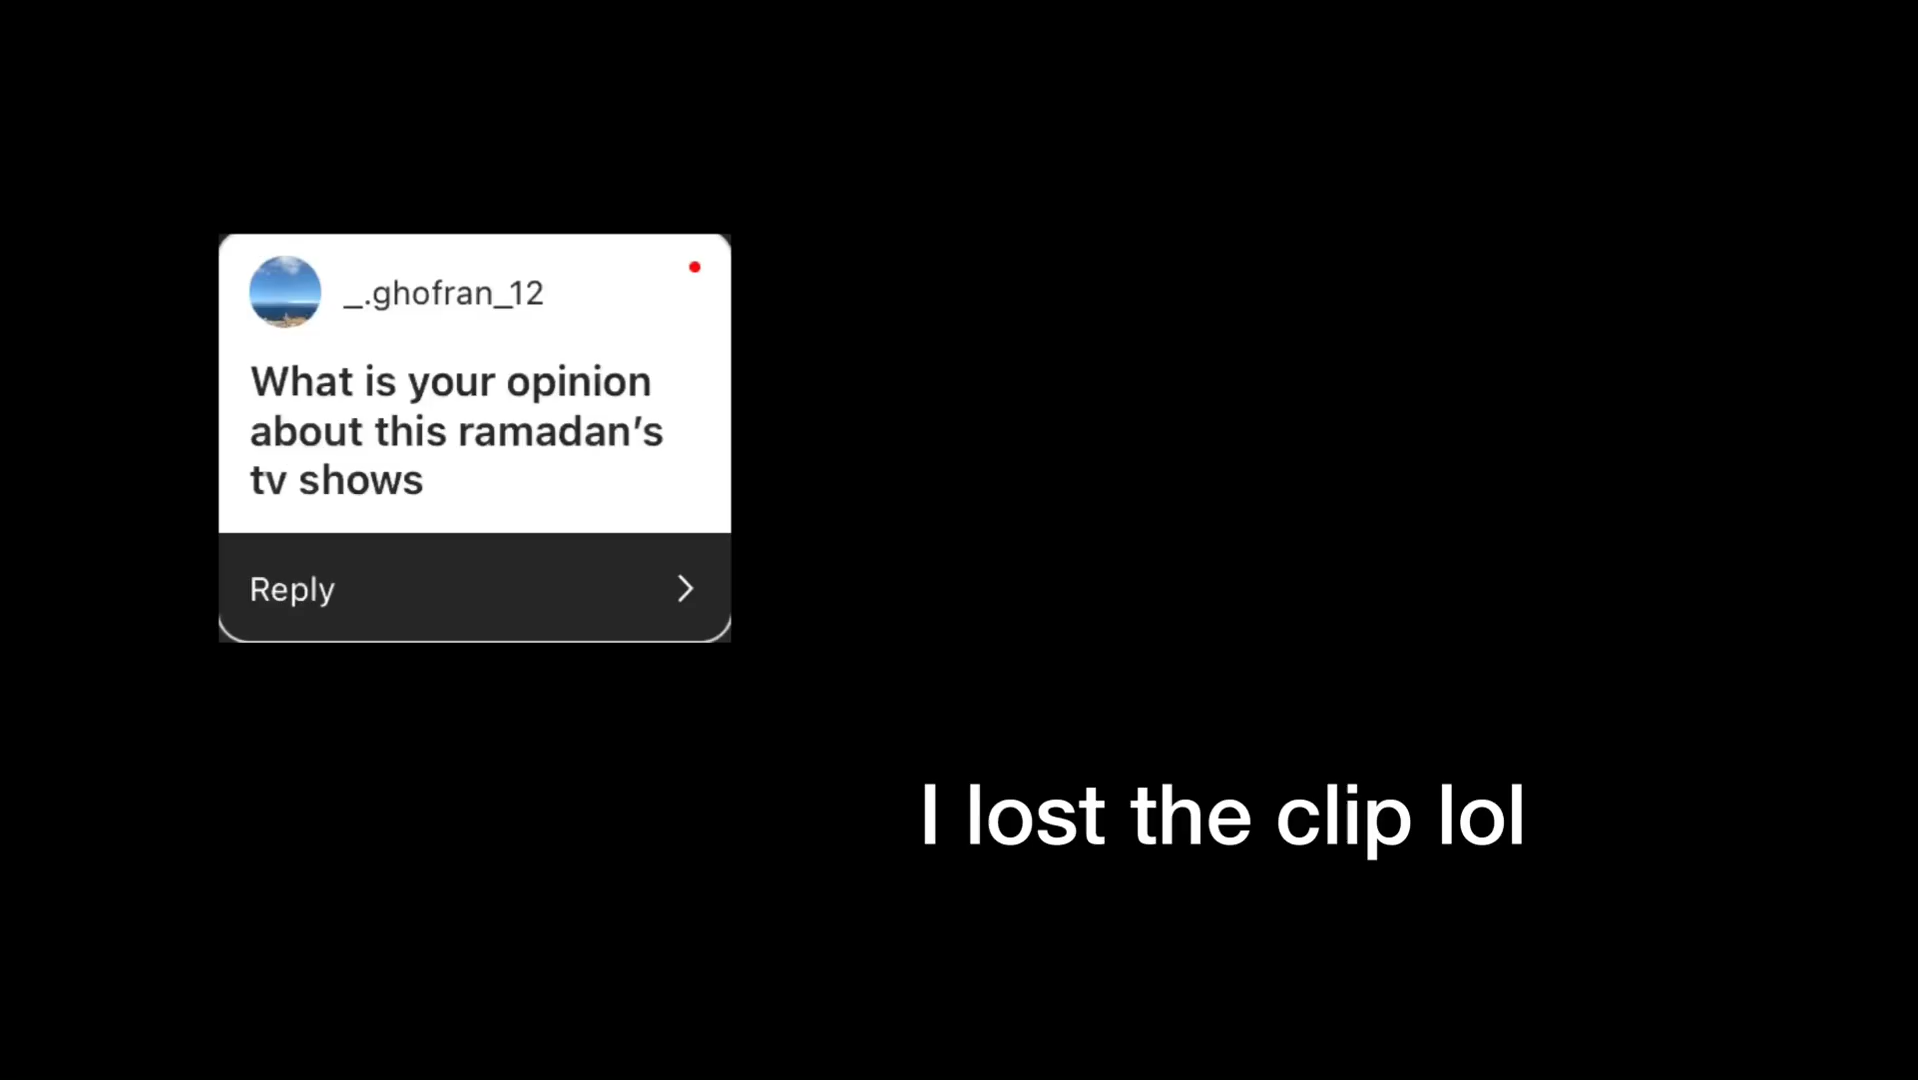 _.ghofran_12
What is your opinion
about this ramadan’s
tv shows
Reply
I lost the clip lol